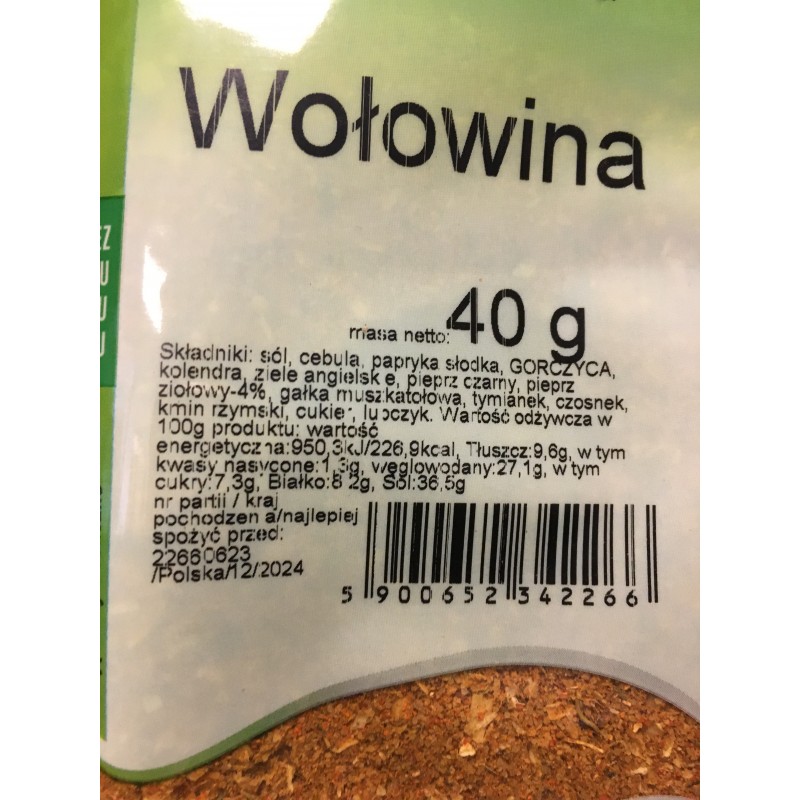 Wołowina
EZ
U
U
U
masa netto: 40 g
Składniki: sól, cebula, papryka słodka, GORCZYCA,
kolendra, ziele angielskie, pieprz czarny, pieprz
ziołowy-4%, gałka muszkatołowa, tymianek, czosnek,
kmin rzymski, cukier, lubczyk. Wartość odżywcza w
100g produktu: wartość
energetyczna:950,3kJ/226,9kcal, Tłuszcz:9,6g, w tym
kwasy nasycone:1,3g, węglowodany:27,1g, w tym
cukry:7,3g, Białko:8,2g, Sól:36,5g
nr partii / kraj
pochodzenia/najlepiej
spożyć przed:
22660623
/Polska/12/2024
5 900652 342266